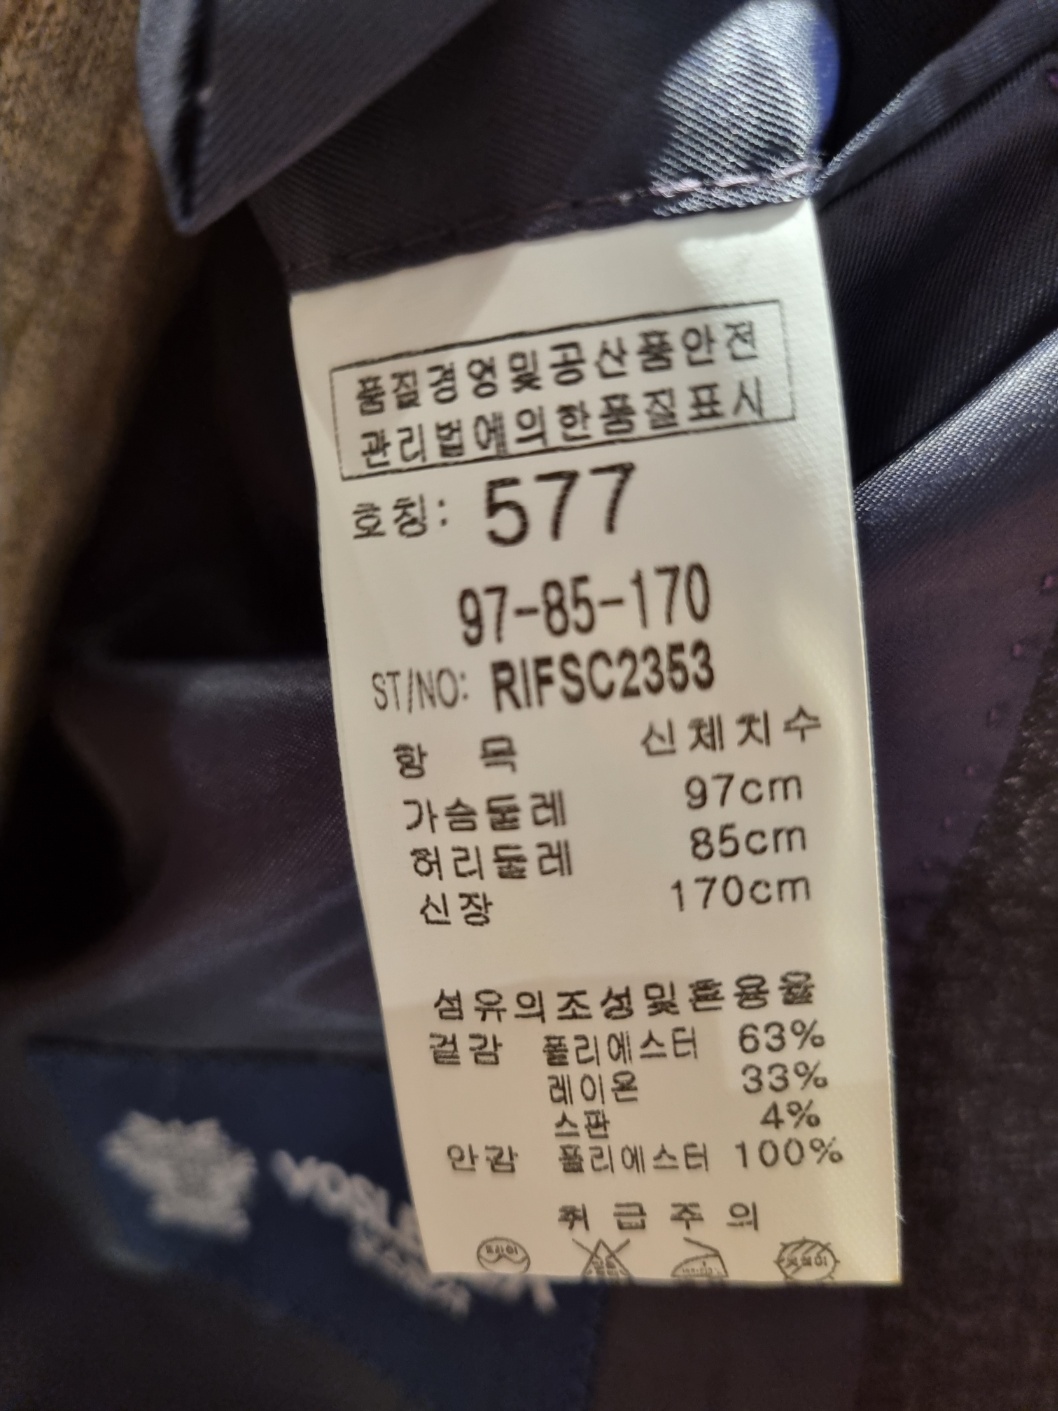 품질경영및공산품안전
관리법에의한품질표시
호칭: 577
97-85-170
ST/NO: RIFSC2353
항 목 신체치수
가슴둘레 97cm
허리둘레 85cm
신장 170cm
섬유의조성및혼용율
겉감 폴리에스터 63%
레이온 33%
스판 4%
안감 폴리에스터 100%
취급주의
드라이